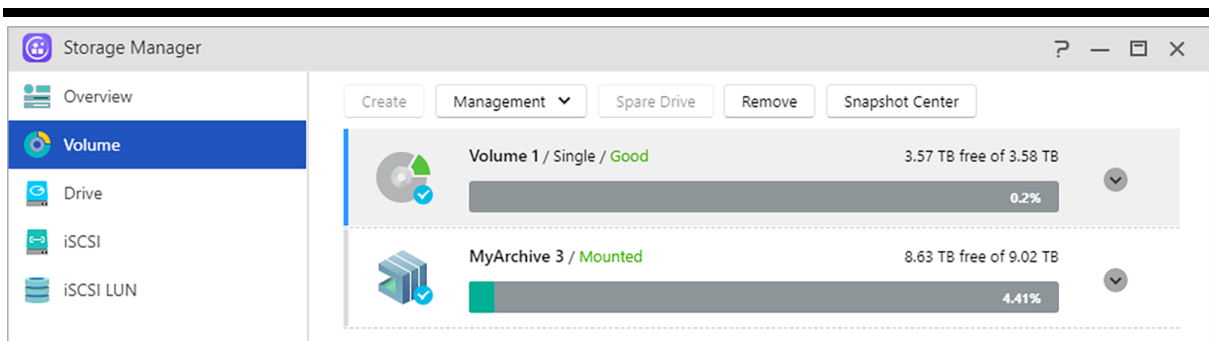 Storage Manager
Overview
Volume
Drive
iSCSI
iSCSI LUN
Create Management Spare Drive Remove Snapshot Center
Volume 1 / Single / Good 3.57 TB free of 3.58 TB
0.2%
MyArchive 3 / Mounted 8.63 TB free of 9.02 TB
4.41%